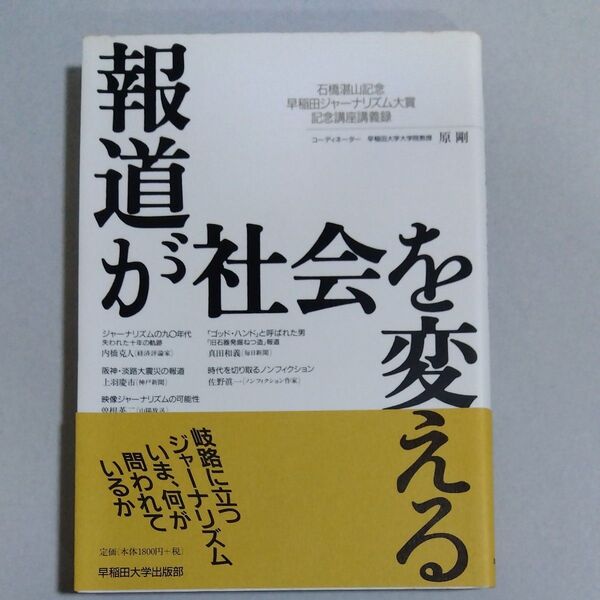 報道が社会を変える
石橋湛山記念
早稲田ジャーナリズム大賞
記念講座講義録
コーディネーター 早稲田大学大学院教授 原 剛
ジャーナリズムの九〇年代
失われた十年の軌跡
内橋克人[経済評論家]
阪神・淡路大震災の報道
上羽慶市[神戸新聞]
映像ジャーナリズムの可能性
曽根英二[山陽放送]
「ゴッド・ハンド」と呼ばれた男
「旧石器発掘ねつ造」報道
真田和義[毎日新聞]
時代を切り取るノンフィクション
佐野眞一[ノンフィクション作家]
岐路に立つ
ジャーナリズム
いま、何が
問われて
いるか
定価[本体1800円+税]
早稲田大学出版部